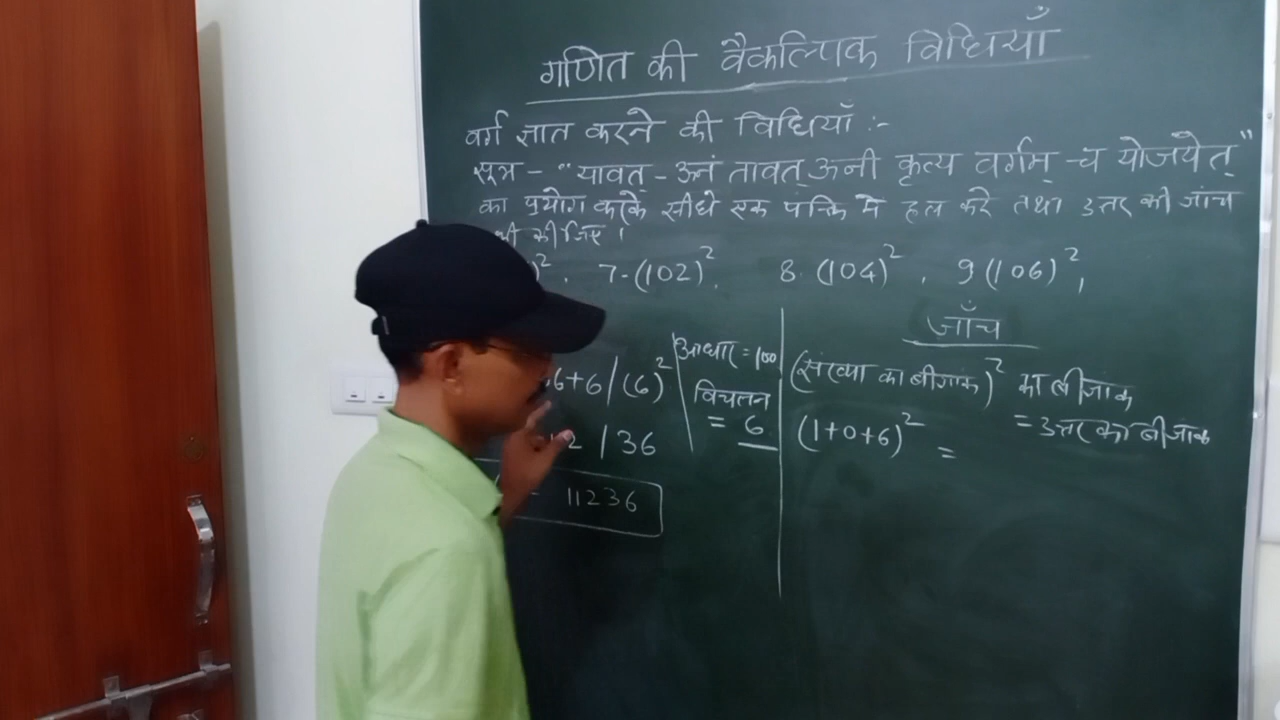 गणित की वैकल्पिक विधियाँ
वर्ग ज्ञात करने की विधियाँ :-
सूत्र - "यावत् - ऊनं तावत् ऊनी कृत्य वर्गम् - च योजयेत्"
का प्रयोग करके सीधे एक पंक्ति मे हल करे तथा उत्तर की जांच
भी कीजिए ।
)², 7-(102)², 8. (104)², 9 (106)²,
जाँच
आधार = 100
6+6/(6)²
(संख्या का बीजांक)² का बीजांक
विचलन
= उत्तर का बीजांक
= 6
(1+0+6)² =
2 / 36
= 11236